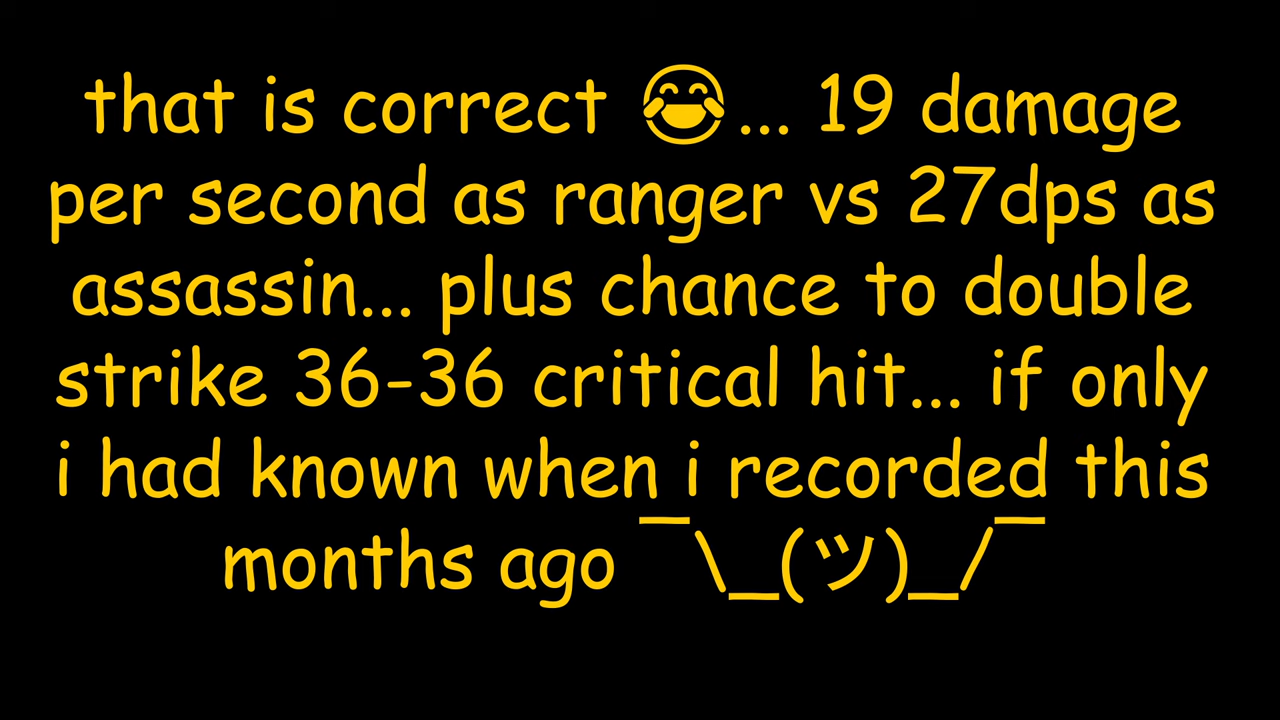 that is correct 😂... 19 damage
per second as ranger vs 27dps as
assassin... plus chance to double
strike 36-36 critical hit... if only
i had known when i recorded this
months ago ¯\_(ツ)_/¯